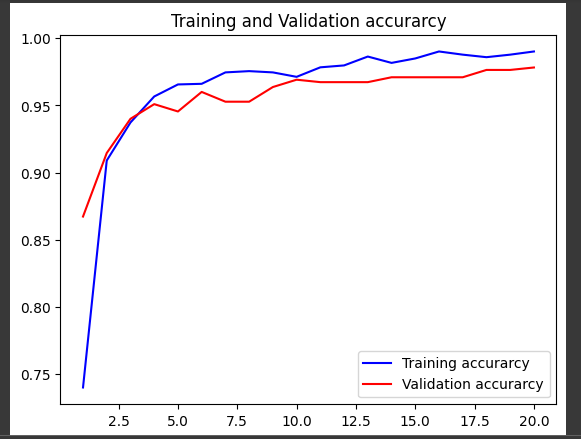 Training and Validation accurarcy
1.00
0.95
0.90
0.85
0.80
0.75
Training accurarcy
Validation accurarcy
2.5 5.0 7.5 10.0 12.5 15.0 17.5 20.0